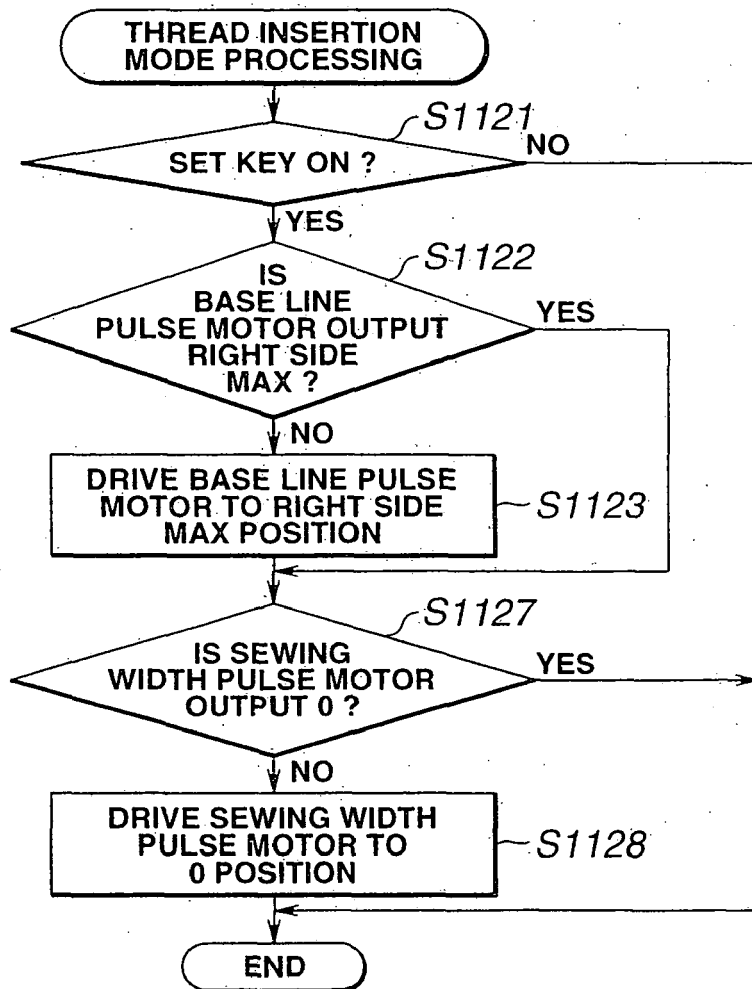 THREAD INSERTION
MODE PROCESSING
S1121
SET KEY ON ?
NO
YES
S1122
IS
BASE LINE
PULSE MOTOR OUTPUT
RIGHT SIDE
MAX ?
YES
NO
DRIVE BASE LINE PULSE
MOTOR TO RIGHT SIDE
MAX POSITION
S1123
S1127
IS SEWING
WIDTH PULSE MOTOR
OUTPUT 0 ?
YES
NO
DRIVE SEWING WIDTH
PULSE MOTOR TO
0 POSITION
S1128
END